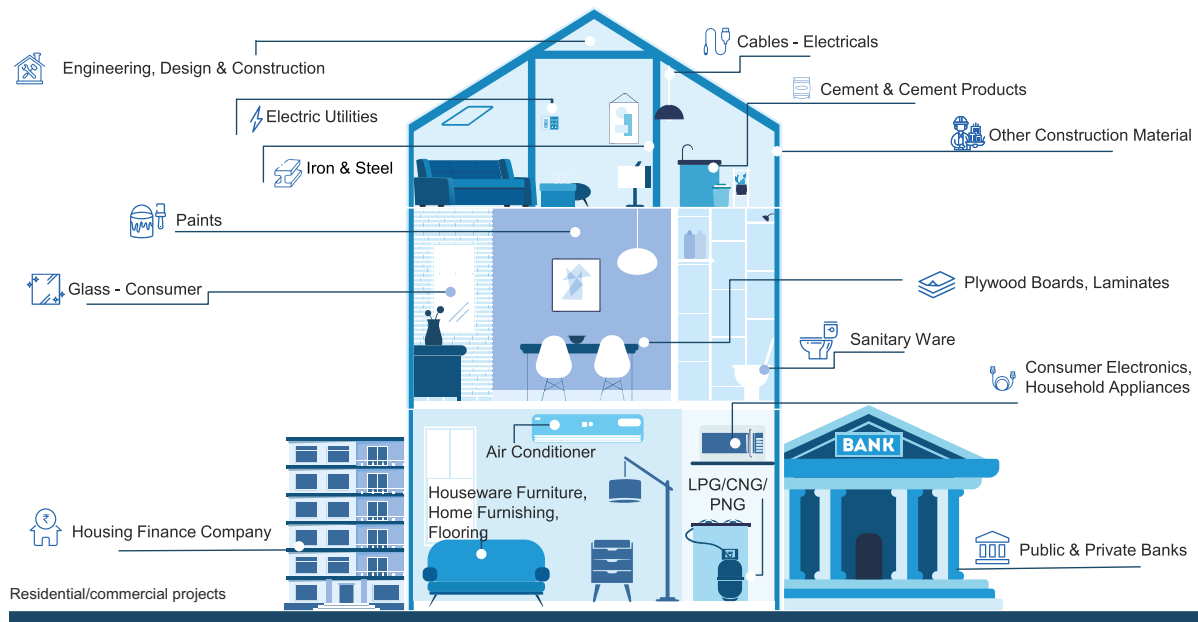 Cables - Electricals
Engineering, Design & Construction
Cement & Cement Products
Electric Utilities
Other Construction Material
Iron & Steel
Paints
Glass - Consumer
Plywood Boards, Laminates
Sanitary Ware
Consumer Electronics,
Household Appliances
BANK
Air Conditioner
LPG/CNG/
PNG
Houseware Furniture,
Home Furnishing,
Flooring
₹
Housing Finance Company
Public & Private Banks
Residential/commercial projects